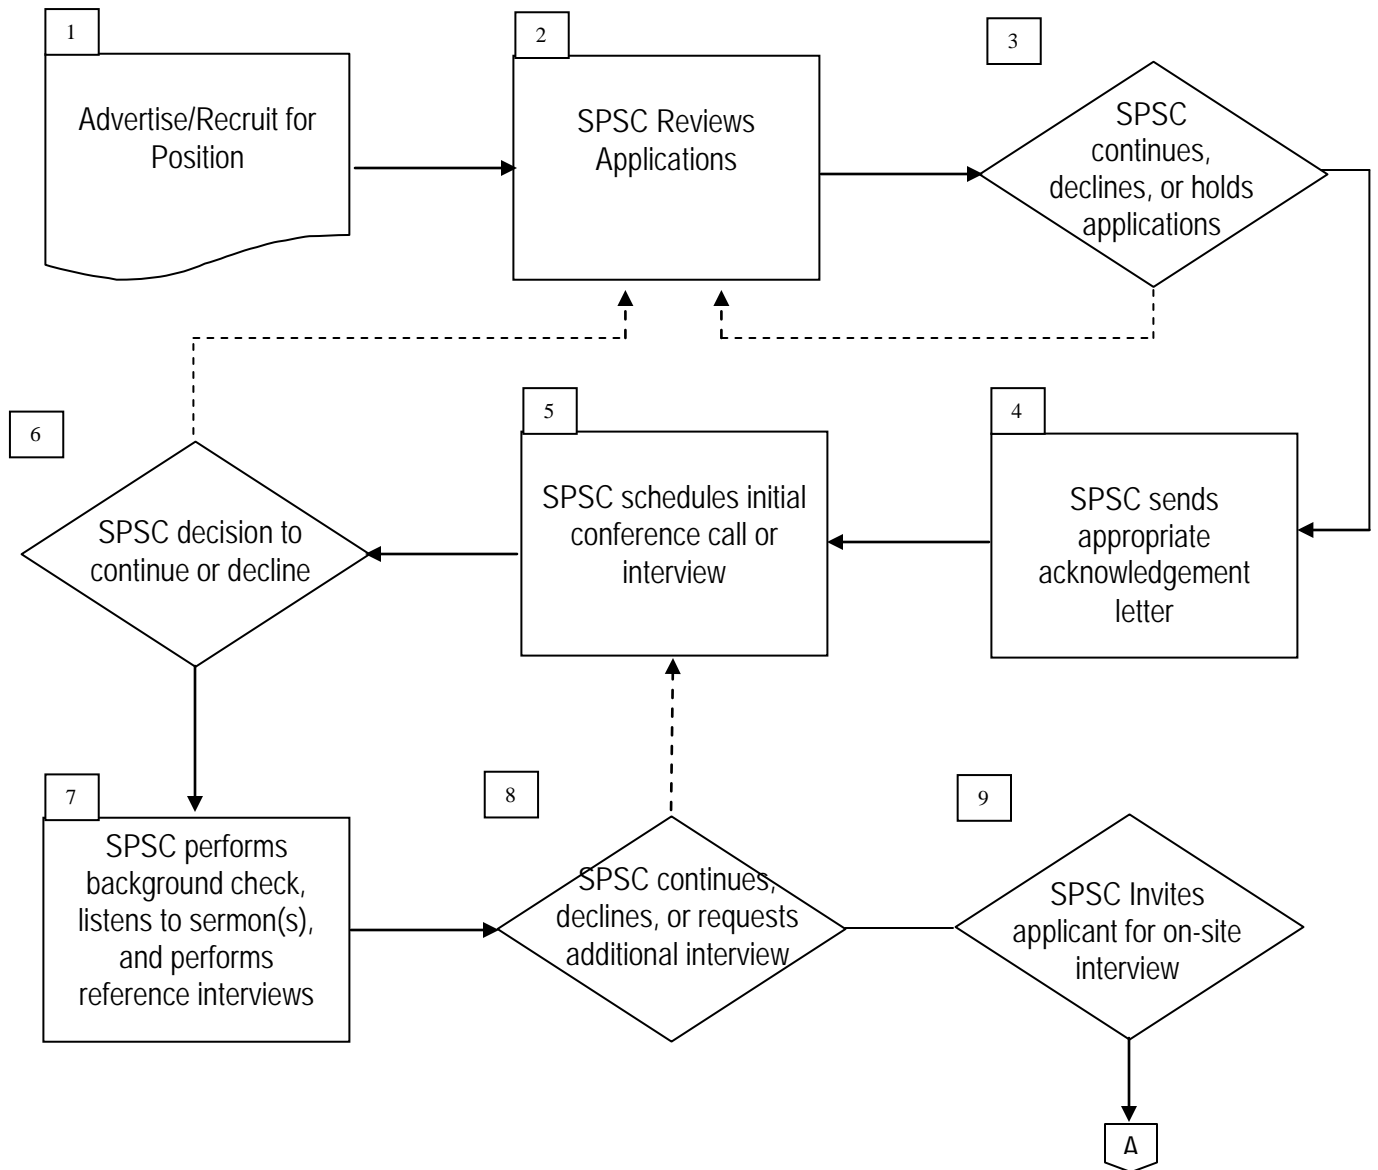 1
Advertise/Recruit for
Position
2
SPSC Reviews
Applications
3
SPSC
continues,
declines, or holds
applications
4
SPSC sends
appropriate
acknowledgement
letter
5
SPSC schedules initial
conference call or
interview
6
SPSC decision to
continue or decline
7
SPSC performs
background check,
listens to sermon(s),
and performs
reference interviews
8
SPSC continues,
declines, or requests
additional interview
9
SPSC Invites
applicant for on-site
interview
A